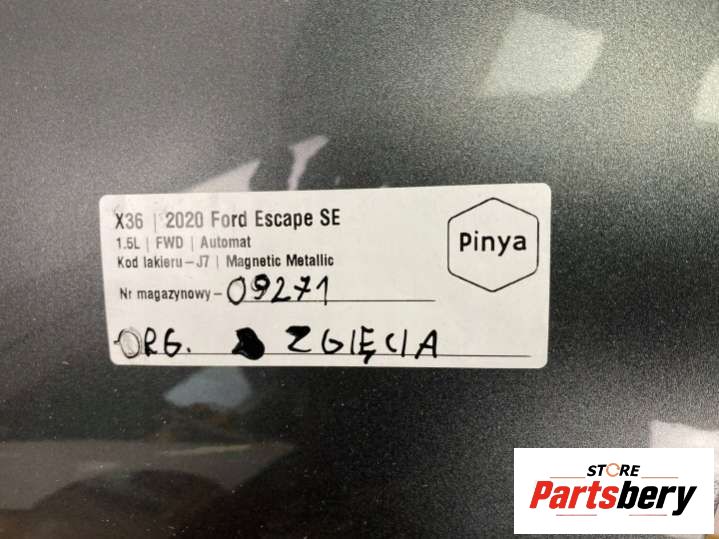 X36 | 2020 Ford Escape SE
1.5L | FWD | Automat
Kod lakieru – J7 | Magnetic Metallic
Nr magazynowy – 09271
ORG. ZGIĘCIA
Pinya
STORE
Partsbery